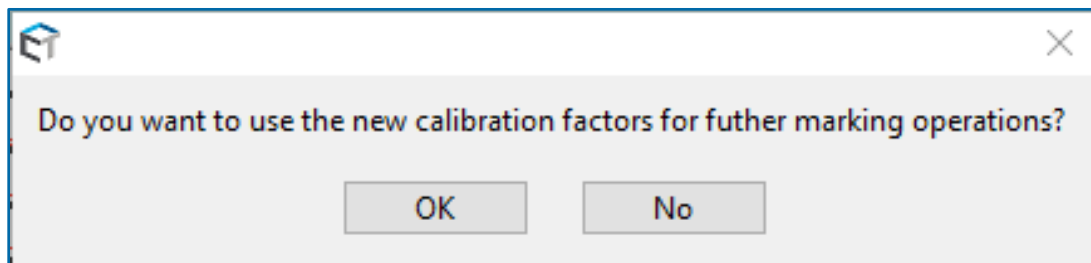 Do you want to use the new calibration factors for futher marking operations?
OK No